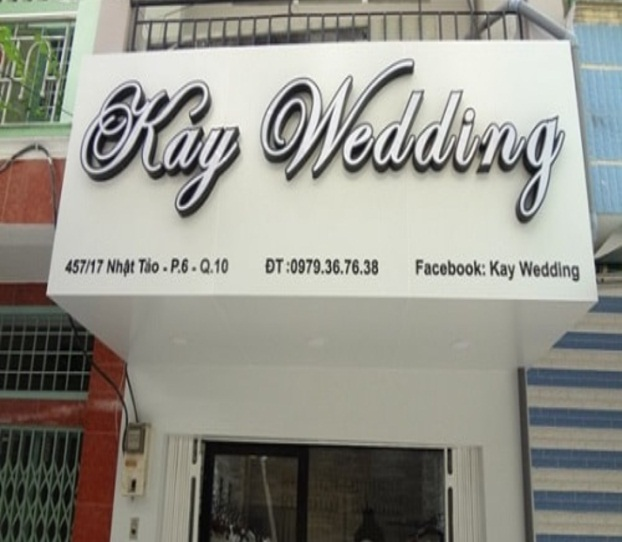 Kay Wedding
457/17 Nhật Tảo - P.6 - Q.10 ĐT :0979.36.76.38 Facebook: Kay Wedding